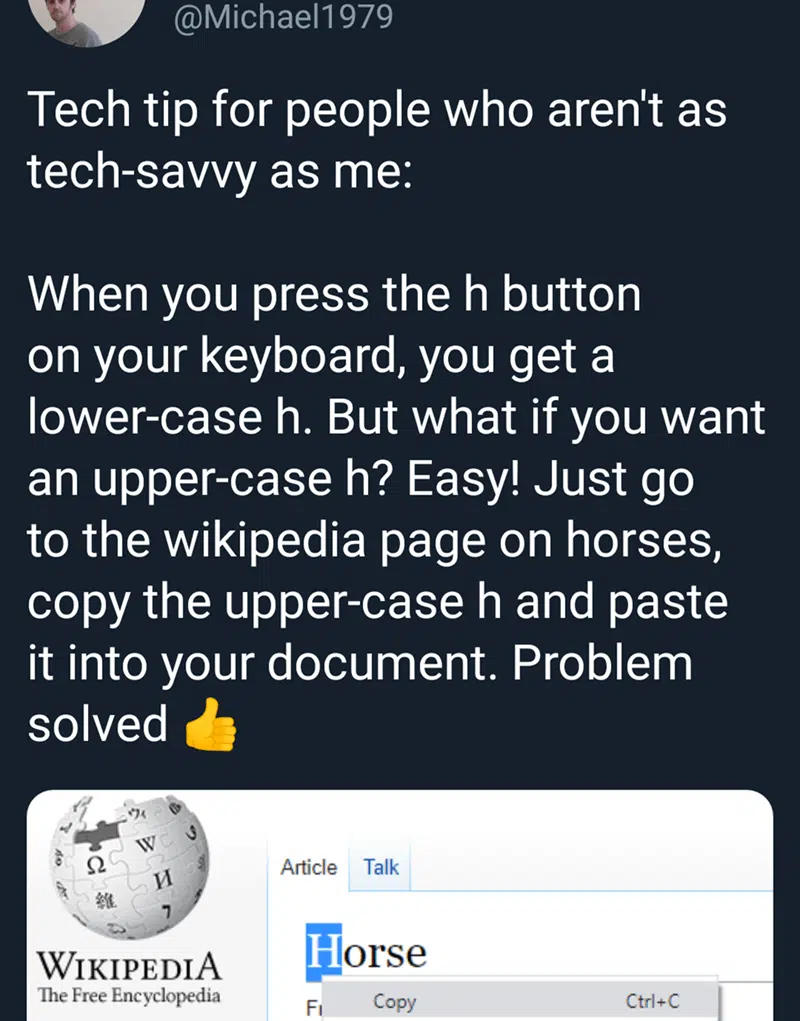 @Michael1979
Tech tip for people who aren't as
tech-savvy as me:
When you press the h button
on your keyboard, you get a
lower-case h. But what if you want
an upper-case h? Easy! Just go
to the wikipedia page on horses,
copy the upper-case h and paste
it into your document. Problem
solved 👍
Article Talk
Horse
WIKIPEDIA
The Free Encyclopedia
Copy Ctrl+C